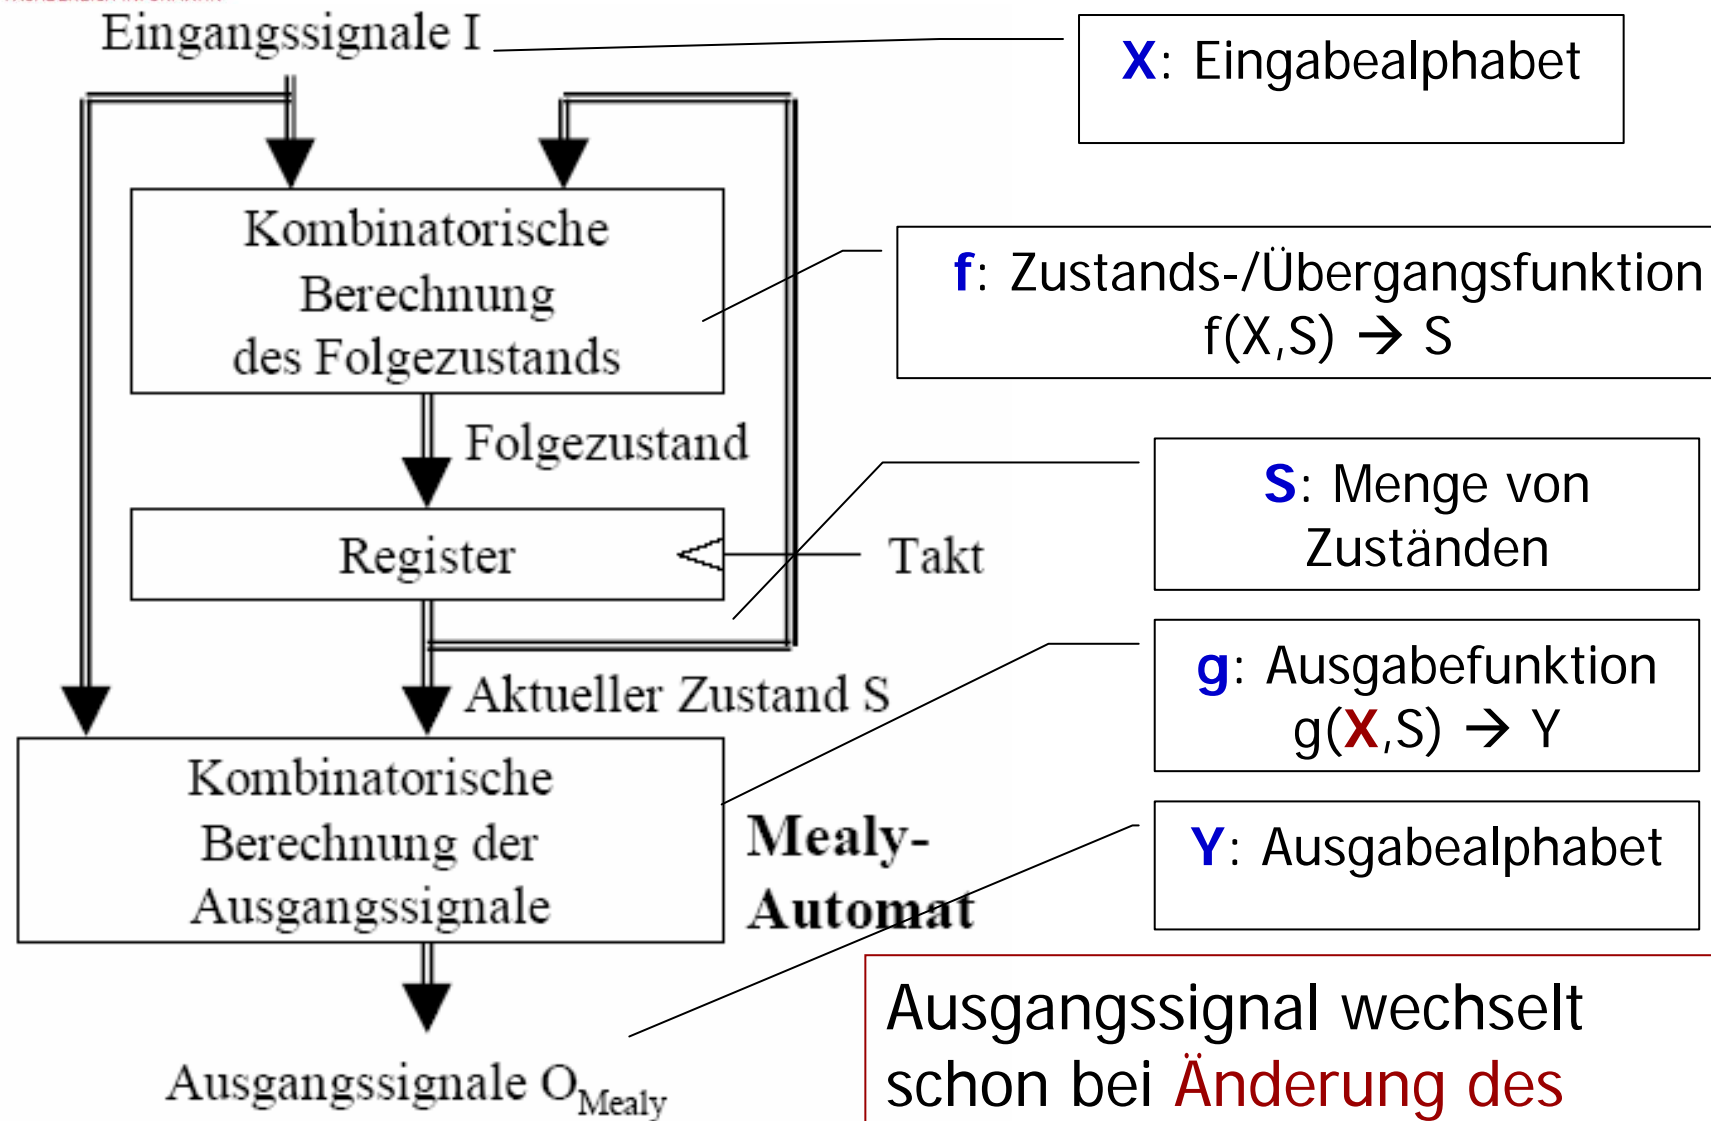 Eingangssignale I
X: Eingabealphabet
Kombinatorische
Berechnung
des Folgezustands
f: Zustands-/Übergangsfunktion
f(X,S) → S
Folgezustand
S: Menge von
Zuständen
Register
Takt
Aktueller Zustand S
g: Ausgabefunktion
g(X,S) → Y
Kombinatorische
Berechnung der
Ausgangssignale
Mealy-
Automat
Y: Ausgabealphabet
Ausgangssignale O_Mealy
Ausgangssignal wechselt
schon bei Änderung des